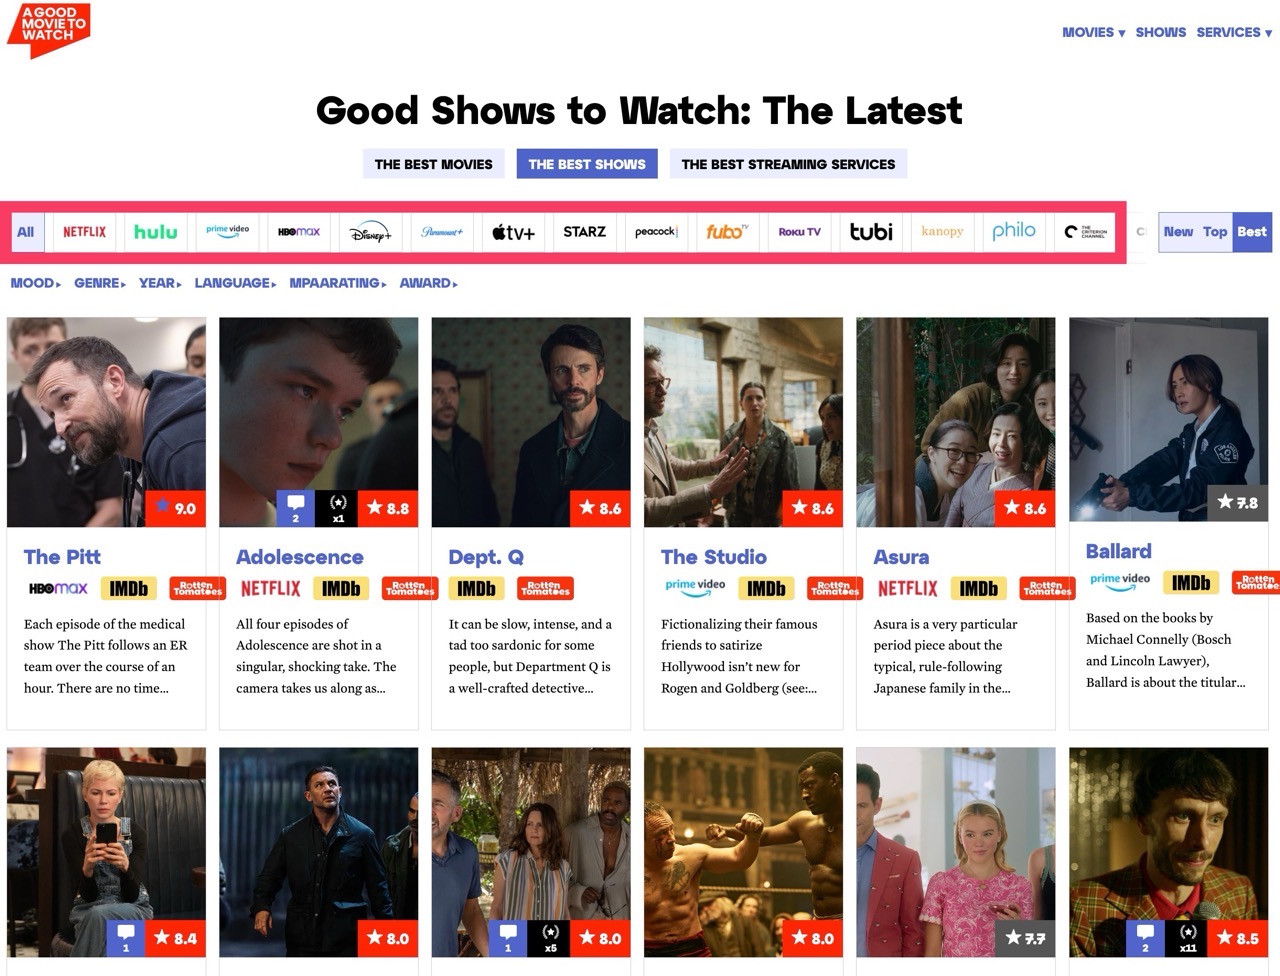 A GOOD
MOVIE TO
WATCH
MOVIES ▾ SHOWS SERVICES ▾
Good Shows to Watch: The Latest
THE BEST MOVIES THE BEST SHOWS THE BEST STREAMING SERVICES
All NETFLIX hulu prime video HBOmax Disney+ Paramount+ tv+ STARZ peacock fubo TV Roku TV tubi kanopy philo THE CRITERION CHANNEL New Top Best
MOOD▸ GENRE▸ YEAR▸ LANGUAGE▸ MPAARATING▸ AWARD▸
★ 9.0
2 x1 ★ 8.8
★ 8.6
★ 8.6
★ 8.6
★ 7.8
The Pitt
HBOmax IMDb Rotten Tomatoes
Each episode of the medical
show The Pitt follows an ER
team over the course of an
hour. There are no time...
Adolescence
NETFLIX IMDb Rotten Tomatoes
All four episodes of
Adolescence are shot in a
singular, shocking take. The
camera takes us along as...
Dept. Q
IMDb Rotten Tomatoes
It can be slow, intense, and a
tad too sardonic for some
people, but Department Q is
a well-crafted detective...
The Studio
prime video IMDb Rotten Tomatoes
Fictionalizing their famous
friends to satirize
Hollywood isn't new for
Rogen and Goldberg (see:...
Asura
NETFLIX IMDb Rotten Tomatoes
Asura is a very particular
period piece about the
typical, rule-following
Japanese family in the...
Ballard
prime video IMDb Rotten Tomatoes
Based on the books by
Michael Connelly (Bosch
and Lincoln Lawyer),
Ballard is about the titular...
1 ★ 8.4
★ 8.0
1 x5 ★ 8.0
★ 8.0
★ 7.7
2 x11 ★ 8.5